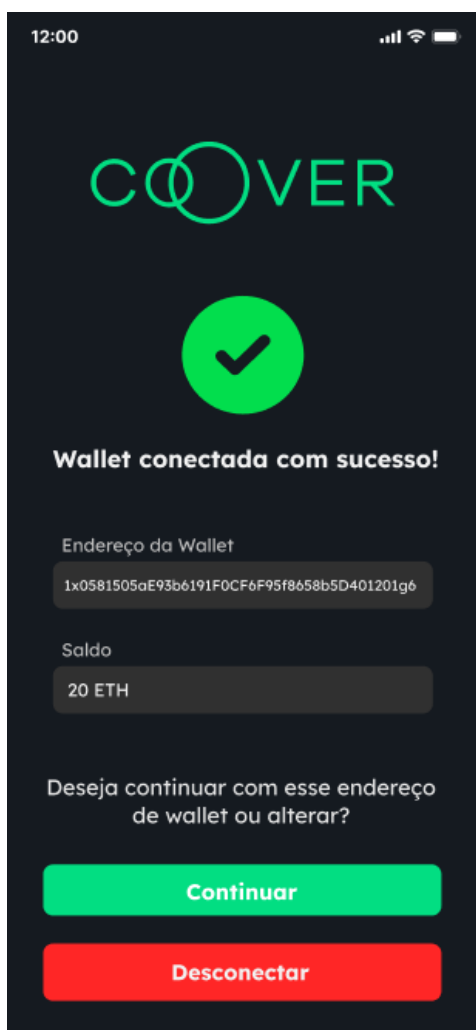 12:00
COOVER
Wallet conectada com sucesso!
Endereço da Wallet
1x0581505aE93b6191F0CF6F95f8658b5D401201g6
Saldo
20 ETH
Deseja continuar com esse endereço
de wallet ou alterar?
Continuar
Desconectar